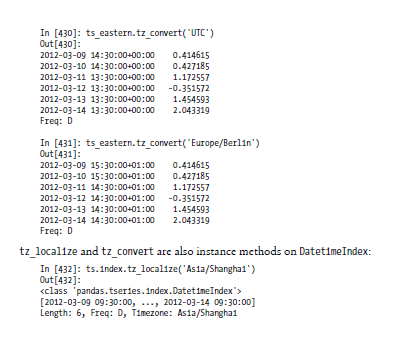 In [430]: ts_eastern.tz_convert('UTC')
Out[430]:
2012-03-09 14:30:00+00:00    0.414615
2012-03-10 14:30:00+00:00    0.427185
2012-03-11 13:30:00+00:00    1.172557
2012-03-12 13:30:00+00:00   -0.351572
2012-03-13 13:30:00+00:00    1.454593
2012-03-14 13:30:00+00:00    2.043319
Freq: D
In [431]: ts_eastern.tz_convert('Europe/Berlin')
Out[431]:
2012-03-09 15:30:00+01:00    0.414615
2012-03-10 15:30:00+01:00    0.427185
2012-03-11 14:30:00+01:00    1.172557
2012-03-12 14:30:00+01:00   -0.351572
2012-03-13 14:30:00+01:00    1.454593
2012-03-14 14:30:00+01:00    2.043319
Freq: D
tz_localize and tz_convert are also instance methods on DatetimeIndex:
In [432]: ts.index.tz_localize('Asia/Shanghai')
Out[432]:
<class 'pandas.tseries.index.DatetimeIndex'>
[2012-03-09 09:30:00, ..., 2012-03-14 09:30:00]
Length: 6, Freq: D, Timezone: Asia/Shanghai